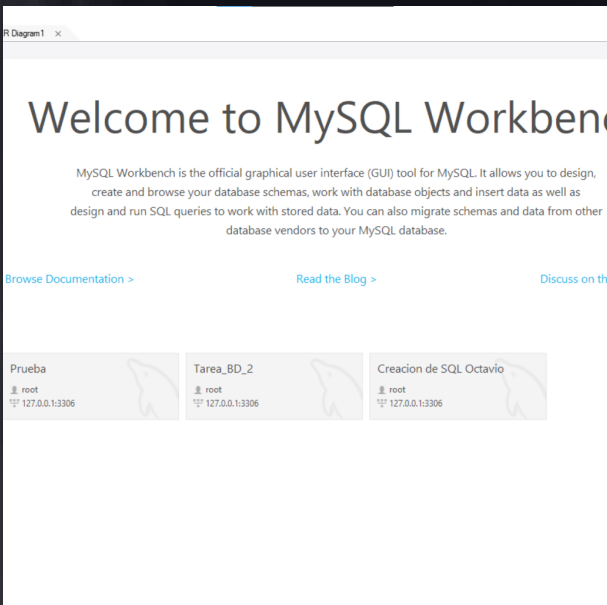 R Diagram1 ×
Welcome to MySQL Workben
MySQL Workbench is the official graphical user interface (GUI) tool for MySQL. It allows you to design,
create and browse your database schemas, work with database objects and insert data as well as
design and run SQL queries to work with stored data. You can also migrate schemas and data from other
database vendors to your MySQL database.
Browse Documentation > Read the Blog > Discuss on th
Prueba Tarea_BD_2 Creacion de SQL Octavio
root root root
127.0.0.1:3306 127.0.0.1:3306 127.0.0.1:3306